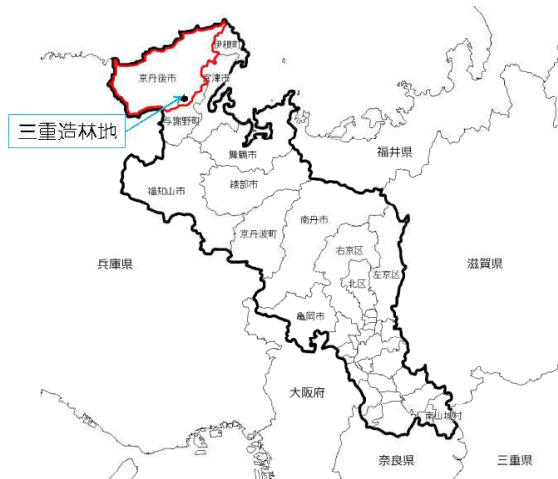 伊根町
京丹後市
宮津市
三重造林地
与謝野町
舞鶴市
福井県
福知山市
綾部市
南丹市
京丹波町
右京区
左京区
兵庫県
滋賀県
北区
亀岡市
大阪府
南山城村
奈良県
三重県